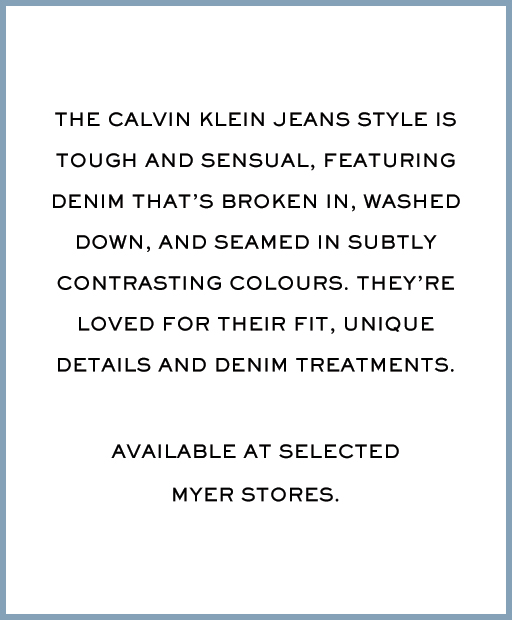 THE CALVIN KLEIN JEANS STYLE IS
TOUGH AND SENSUAL, FEATURING
DENIM THAT’S BROKEN IN, WASHED
DOWN, AND SEAMED IN SUBTLY
CONTRASTING COLOURS. THEY’RE
LOVED FOR THEIR FIT, UNIQUE
DETAILS AND DENIM TREATMENTS.
AVAILABLE AT SELECTED
MYER STORES.